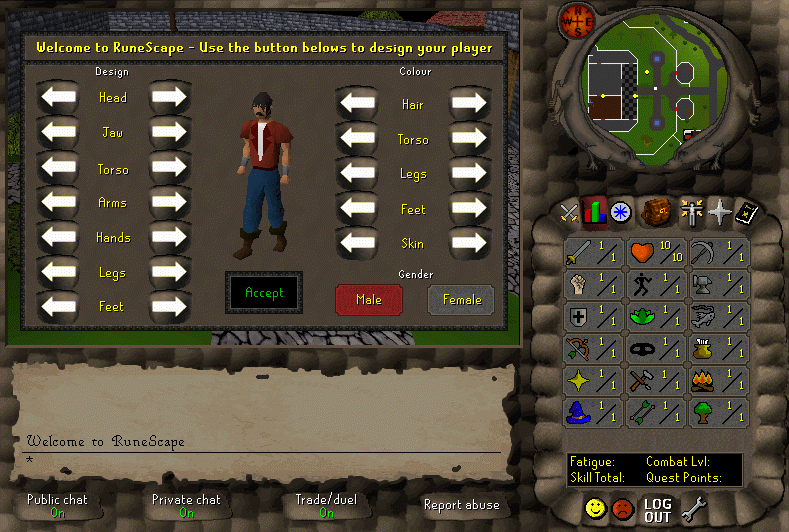 Welcome to RuneScape - Use the button belows to design your player
Design
Colour
Head
Hair
Jaw
Torso
Torso
Legs
Arms
Feet
Hands
Skin
Legs
Gender
Feet
Accept
Male
Female
Welcome to RuneScape
*
Public chat
On
Private chat
On
Trade/duel
On
Report abuse
N
W E
S
1/1 10/10 1/1
1/1 1/1 1/1
1/1 1/1 1/1
1/1 1/1 1/1
1/1 1/1 1/1
1/1 1/1 1/1
Fatigue: Combat Lvl:
Skill Total: Quest Points:
LOG
OUT